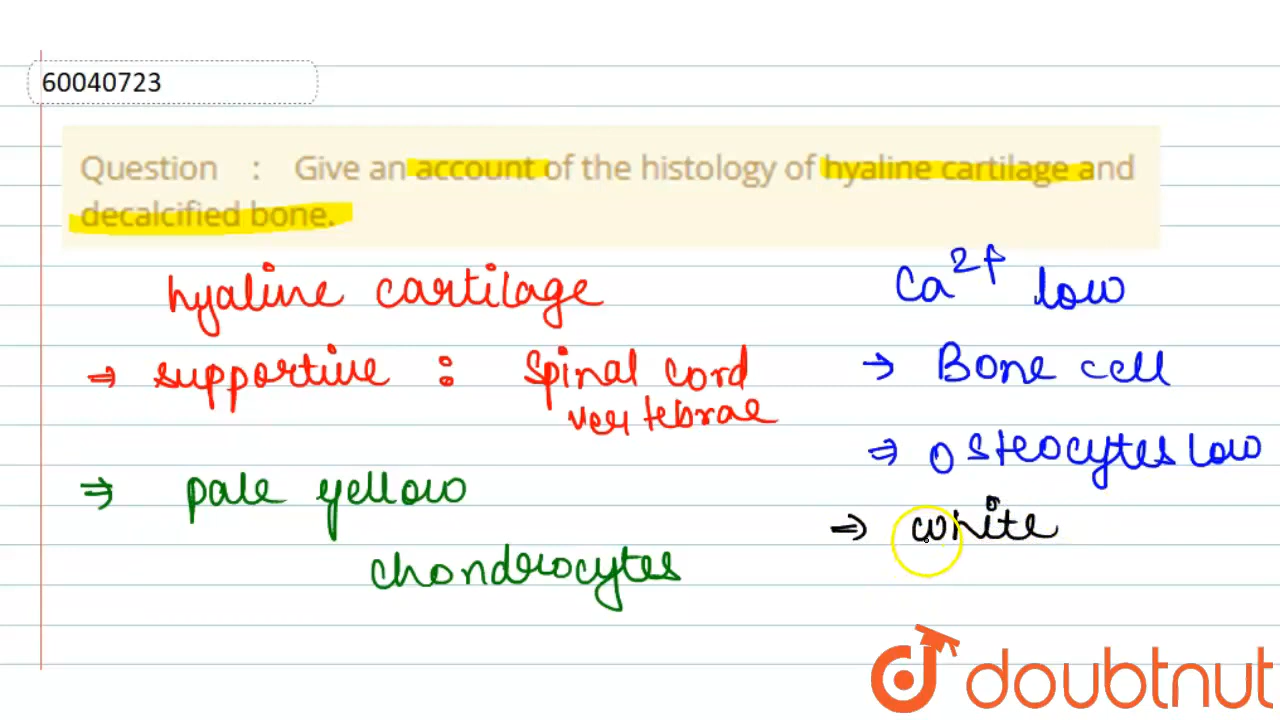 60040723
Question : Give an account of the histology of hyaline cartilage and
decalcified bone.
hyaline cartilage
⇒ supportive : Spinal cord
vertebrae
⇒ pale yellow
chondrocytes
Ca2+ low
→ Bone cell
⇒ Osteocytes low
⇒ white
doubtnut